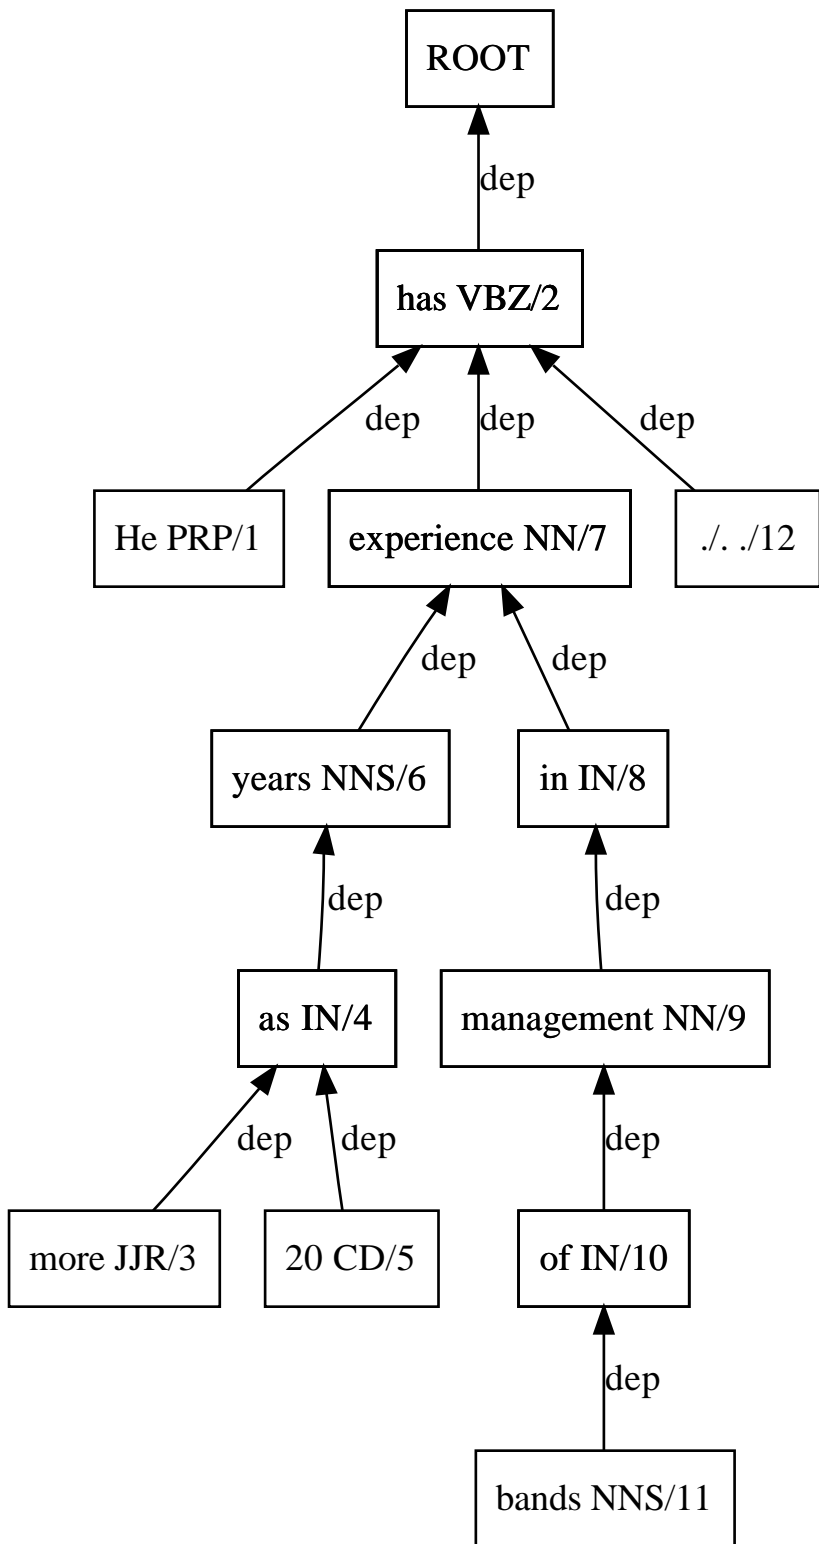 ROOT
dep
has VBZ/2
dep dep dep
He PRP/1 experience NN/7 ./. ./12
dep dep
years NNS/6 in IN/8
dep dep
as IN/4 management NN/9
dep dep dep
more JJR/3 20 CD/5 of IN/10
dep
bands NNS/11